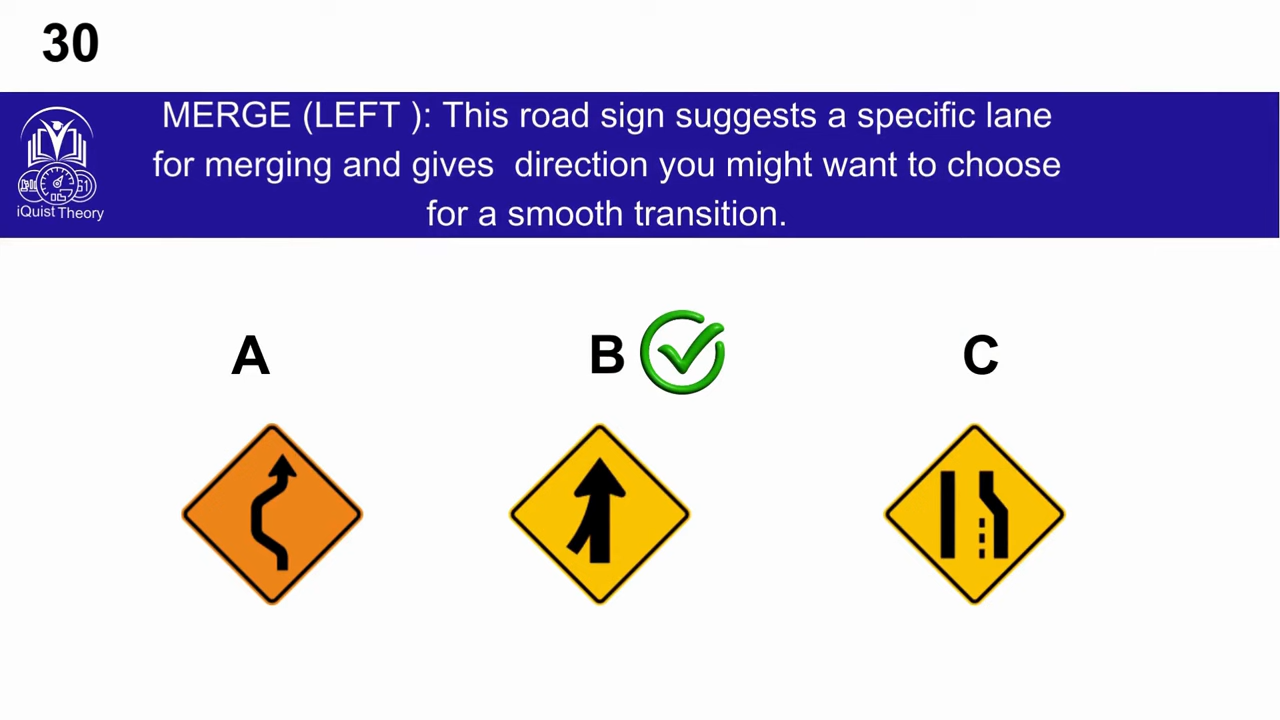 30
MERGE (LEFT ): This road sign suggests a specific lane
for merging and gives  direction you might want to choose
for a smooth transition.
iQuist Theory
A
B
C